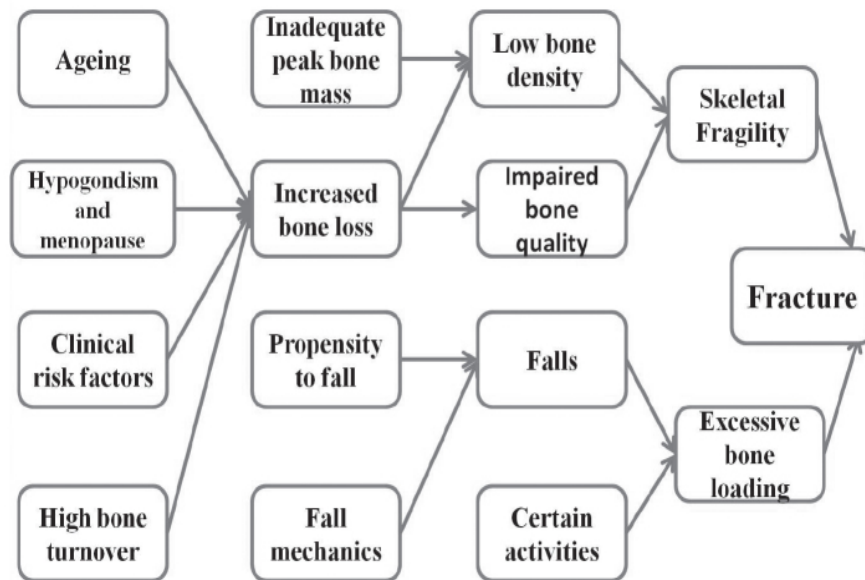 Ageing
Inadequate
peak bone
mass
Low bone
density
Skeletal
Fragility
Hypogondism
and
menopause
Increased
bone loss
Impaired
bone
quality
Fracture
Clinical
risk factors
Propensity
to fall
Falls
Excessive
bone
loading
High bone
turnover
Fall
mechanics
Certain
activities